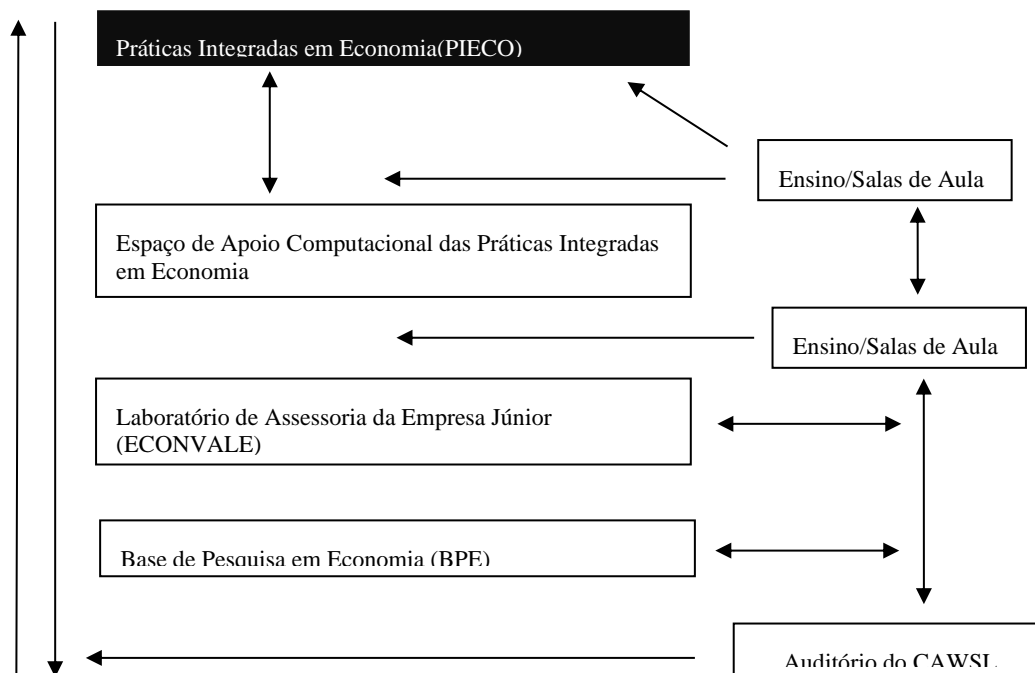 Práticas Integradas em Economia(PIECO)
Ensino/Salas de Aula
Espaço de Apoio Computacional das Práticas Integradas
em Economia
Ensino/Salas de Aula
Laboratório de Assessoria da Empresa Júnior
(ECONVALE)
Base de Pesquisa em Economia (BPE)
Auditório do CAWSL